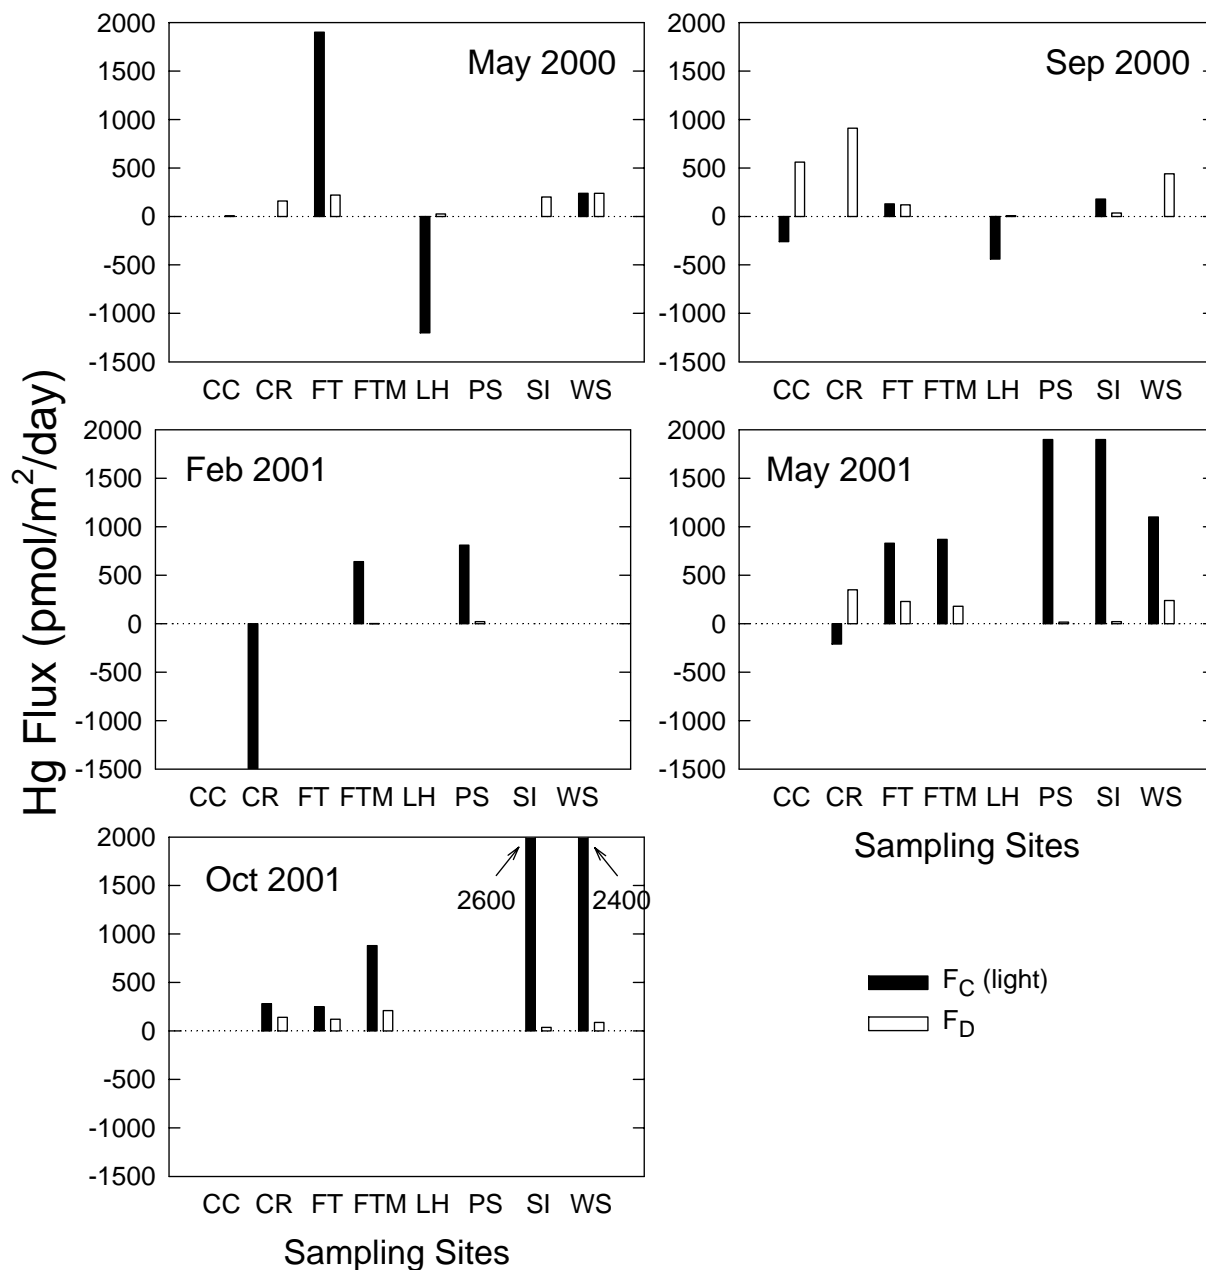 Hg Flux (pmol/m²/day)
2000
1500
1000
500
0
-500
-1000
-1500
May 2000
CC CR FT FTM LH PS SI WS
2000
1500
1000
500
0
-500
-1000
-1500
Sep 2000
CC CR FT FTM LH PS SI WS
2000
1500
1000
500
0
-500
-1000
-1500
Feb 2001
CC CR FT FTM LH PS SI WS
2000
1500
1000
500
0
-500
-1000
-1500
May 2001
CC CR FT FTM LH PS SI WS
Sampling Sites
2000
1500
1000
500
0
-500
-1000
-1500
Oct 2001
2600 2400
CC CR FT FTM LH PS SI WS
Sampling Sites
F_C (light)
F_D